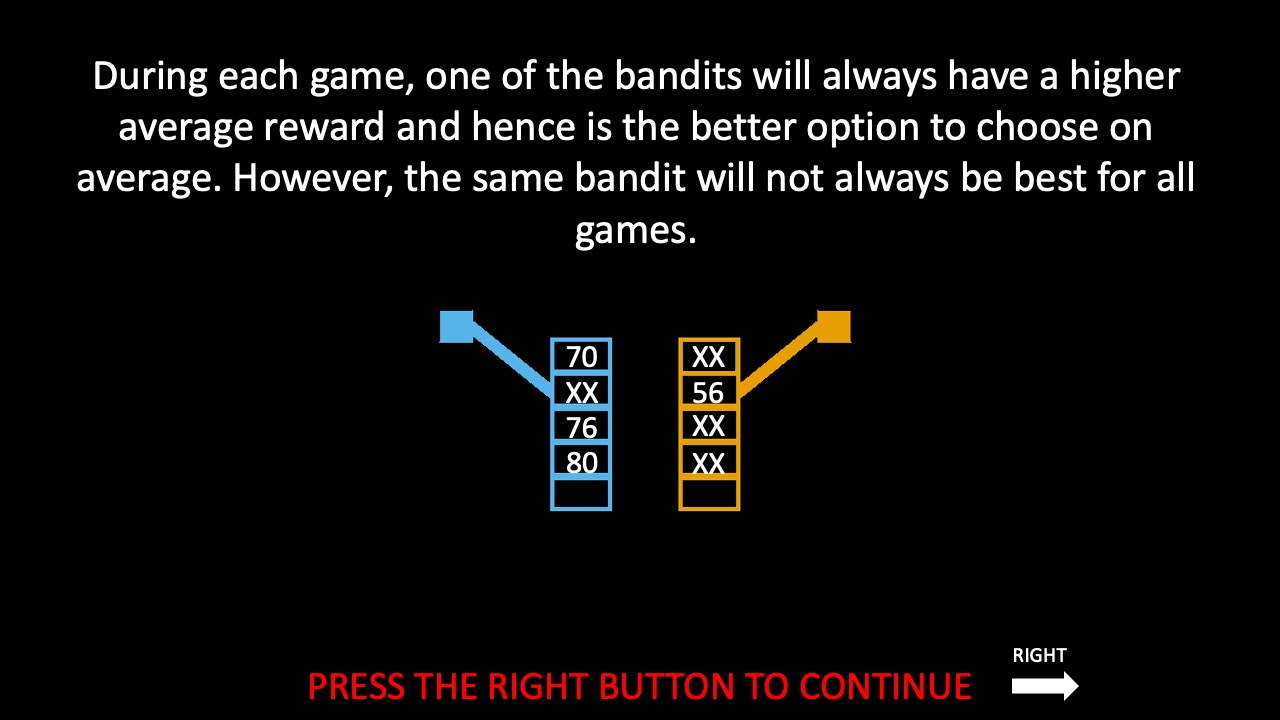 During each game, one of the bandits will always have a higher
average reward and hence is the better option to choose on
average. However, the same bandit will not always be best for all
games.
70 XX
XX 56
76 XX
80 XX
RIGHT
PRESS THE RIGHT BUTTON TO CONTINUE